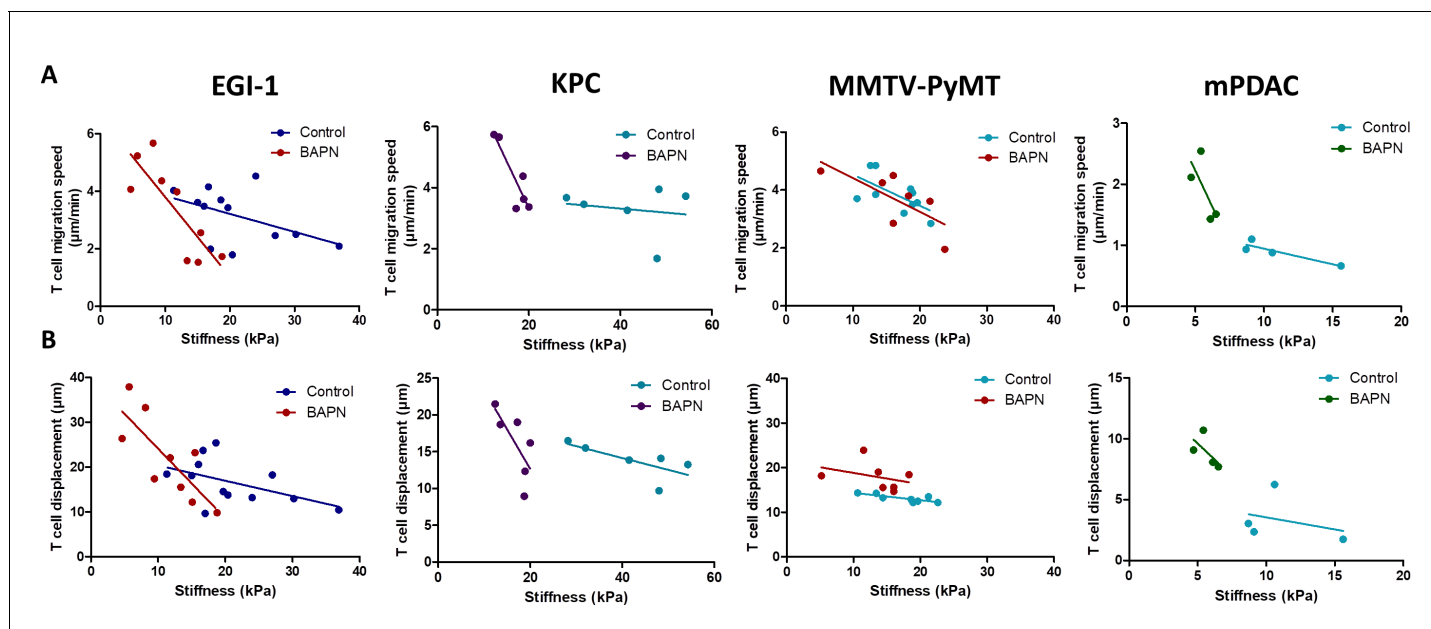 A
EGI-1
KPC
MMTV-PyMT
mPDAC
T cell migration speed
(µm/min)
6
4
2
0
0 10 20 30 40
Stiffness (kPa)
Control
BAPN
T cell migration speed
(µm/min)
6
4
2
0
0 20 40 60
Stiffness (kPa)
Control
BAPN
T cell migration speed
(µm/min)
6
4
2
0
0 10 20 30 40
Stiffness (kPa)
Control
BAPN
T cell migration speed
(µm/min)
3
2
1
0
0 5 10 15 20
Stiffness (kPa)
Control
BAPN
B
T cell displacement (µm)
40
30
20
10
0
0 10 20 30 40
Stiffness (kPa)
Control
BAPN
T cell displacement (µm)
25
20
15
10
5
0
0 20 40 60
Stiffness (kPa)
Control
BAPN
T cell displacement (µm)
40
30
20
10
0
0 10 20 30 40
Stiffness (kPa)
Control
BAPN
T cell displacement (µm)
15
10
5
0
0 5 10 15 20
Stiffness (kPa)
Control
BAPN